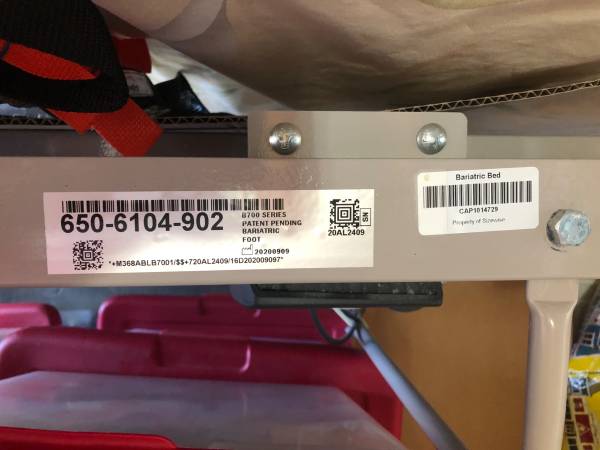 650-6104-902
B700 SERIES
PATENT PENDING
BARIATRIC
FOOT
20200909
*+M368ABLB7001/$$+720AL2409/16D202009097*
SN
20AL2409
Bariatric Bed
CAP1014729
Property of Sizewise